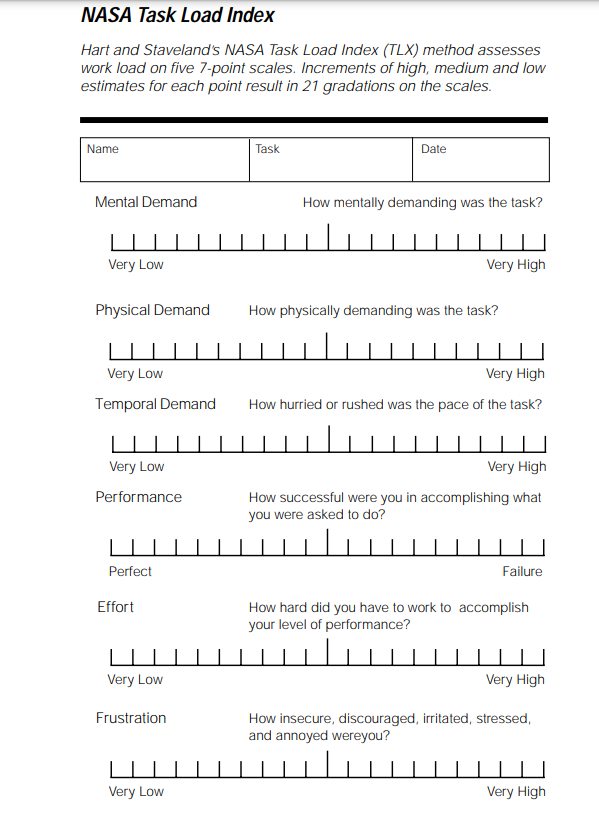 NASA Task Load Index
Hart and Staveland's NASA Task Load Index (TLX) method assesses
work load on five 7-point scales. Increments of high, medium and low
estimates for each point result in 21 gradations on the scales.
Name Task Date
Mental Demand How mentally demanding was the task?
Very Low Very High
Physical Demand How physically demanding was the task?
Very Low Very High
Temporal Demand How hurried or rushed was the pace of the task?
Very Low Very High
Performance How successful were you in accomplishing what
you were asked to do?
Perfect Failure
Effort How hard did you have to work to accomplish
your level of performance?
Very Low Very High
Frustration How insecure, discouraged, irritated, stressed,
and annoyed wereyou?
Very Low Very High